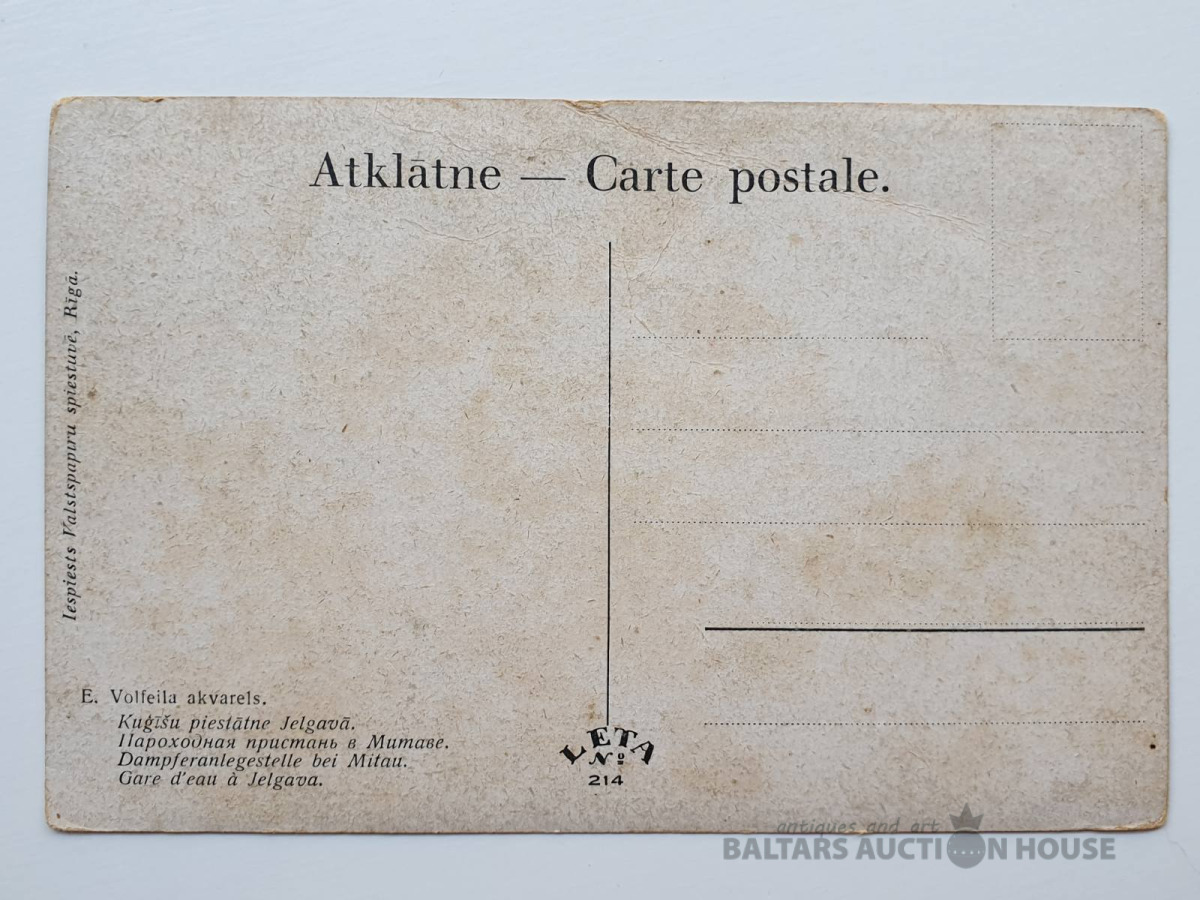 Atklātne — Carte postale.
Iespiests Valstspapīru spiestuvē, Rīgā.
E. Volfeila akvarels.
Kuģīšu piestātne Jelgavā.
Пароходная пристань в Митаве.
Dampferanlegestelle bei Mitau.
Gare d'eau à Jelgava.
LETA
№
214
antiques and art
BALTARS AUCTION HOUSE